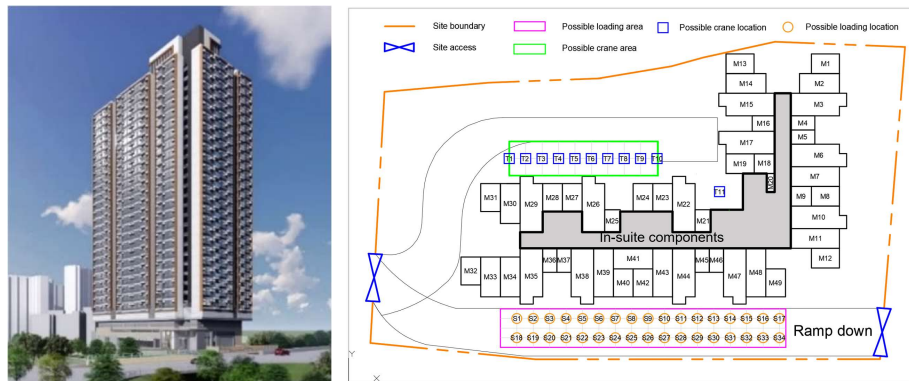 Site boundary
Possible loading area
Possible crane location
Possible loading location
Site access
Possible crane area
M13
M1
M14
M2
M15
M3
M16
M4
M5
M17
M6
T1 T2 T3 T4 T5 T6 T7 T8 T9 T10
M19 M18
M7
M20
T11
M9 M8
M31 M30 M29 M28 M27 M26 M25 M24 M23 M22 M21
M10
In-suite components
M11
M12
M32 M33 M34 M35 M36 M37 M38 M39 M41 M40 M42 M43 M44 M45 M46 M47 M48 M49
S1 S2 S3 S4 S5 S6 S7 S8 S9 S10 S11 S12 S13 S14 S15 S16 S17
Ramp down
S18 S19 S20 S21 S22 S23 S24 S25 S26 S27 S28 S29 S30 S31 S32 S33 S34
Y
X